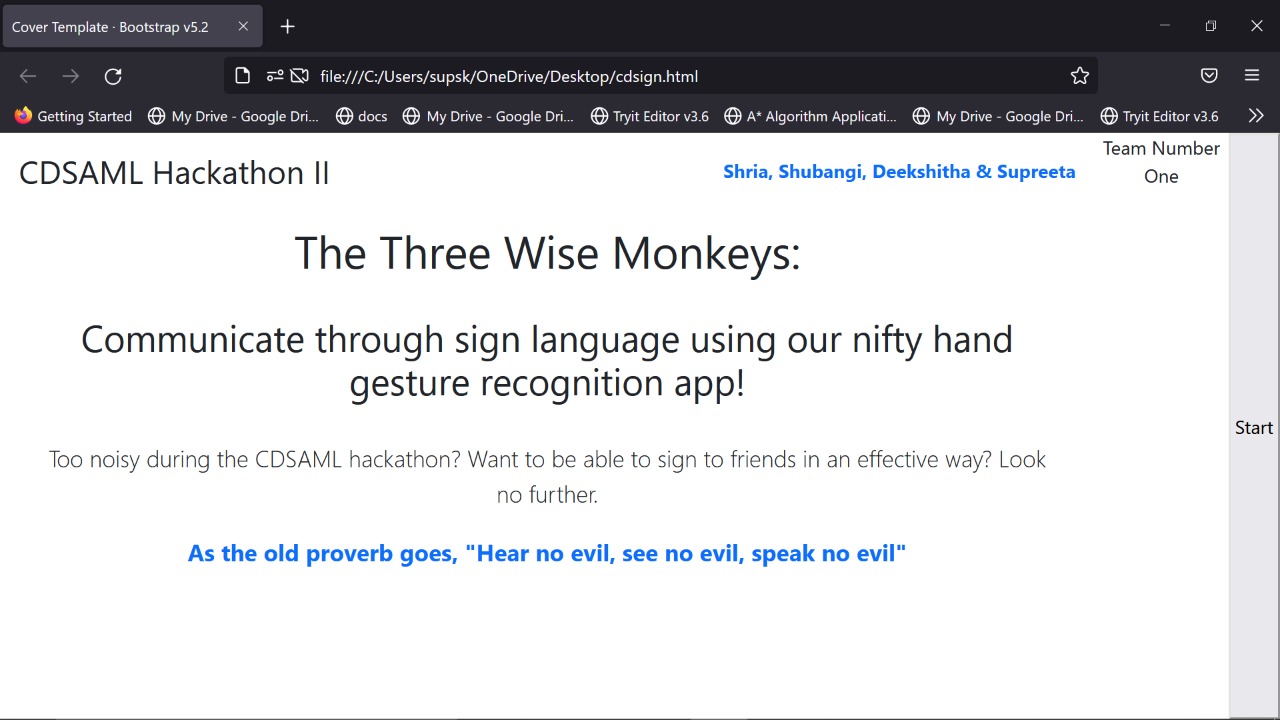 Cover Template · Bootstrap v5.2
file:///C:/Users/supsk/OneDrive/Desktop/cdsign.html
Getting Started
My Drive - Google Dri...
docs
My Drive - Google Dri...
Tryit Editor v3.6
A* Algorithm Applicati...
My Drive - Google Dri...
Tryit Editor v3.6
CDSAML Hackathon II
Shria, Shubangi, Deekshitha & Supreeta
Team Number
One
The Three Wise Monkeys:
Communicate through sign language using our nifty hand
gesture recognition app!
Start
Too noisy during the CDSAML hackathon? Want to be able to sign to friends in an effective way? Look
no further.
As the old proverb goes, "Hear no evil, see no evil, speak no evil"